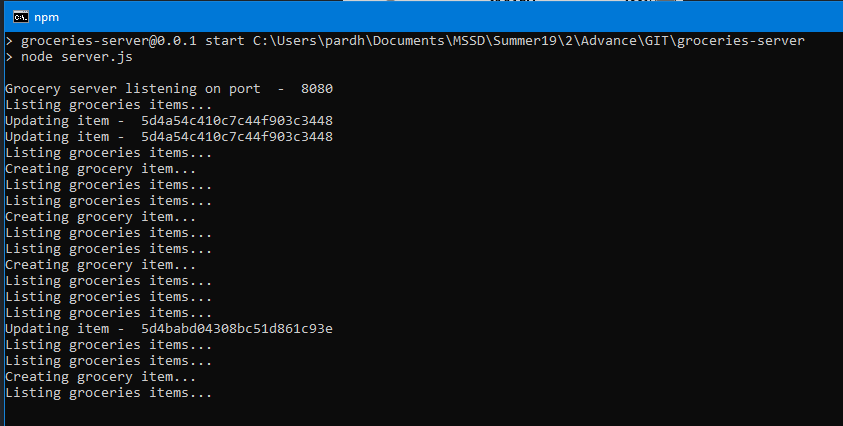 npm
> groceries-server@0.0.1 start C:\Users\pardh\Documents\MSSD\Summer19\2\Advance\GIT\groceries-server
> node server.js
Grocery server listening on port  -  8080
Listing groceries items...
Updating item -  5d4a54c410c7c44f903c3448
Updating item -  5d4a54c410c7c44f903c3448
Listing groceries items...
Creating grocery item...
Listing groceries items...
Listing groceries items...
Creating grocery item...
Listing groceries items...
Listing groceries items...
Creating grocery item...
Listing groceries items...
Listing groceries items...
Listing groceries items...
Updating item -  5d4babd04308bc51d861c93e
Listing groceries items...
Listing groceries items...
Creating grocery item...
Listing groceries items...